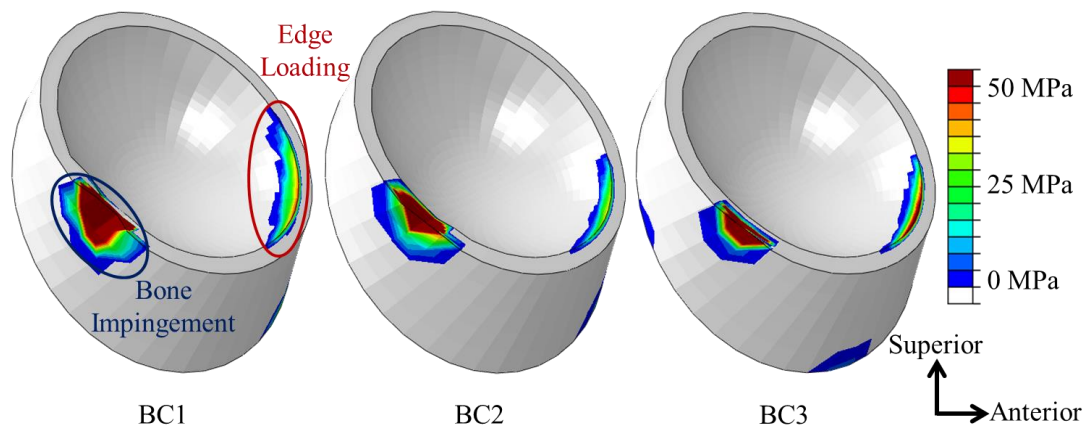 Edge
Loading
Bone
Impingement
50 MPa
25 MPa
0 MPa
Superior
Anterior
BC1
BC2
BC3